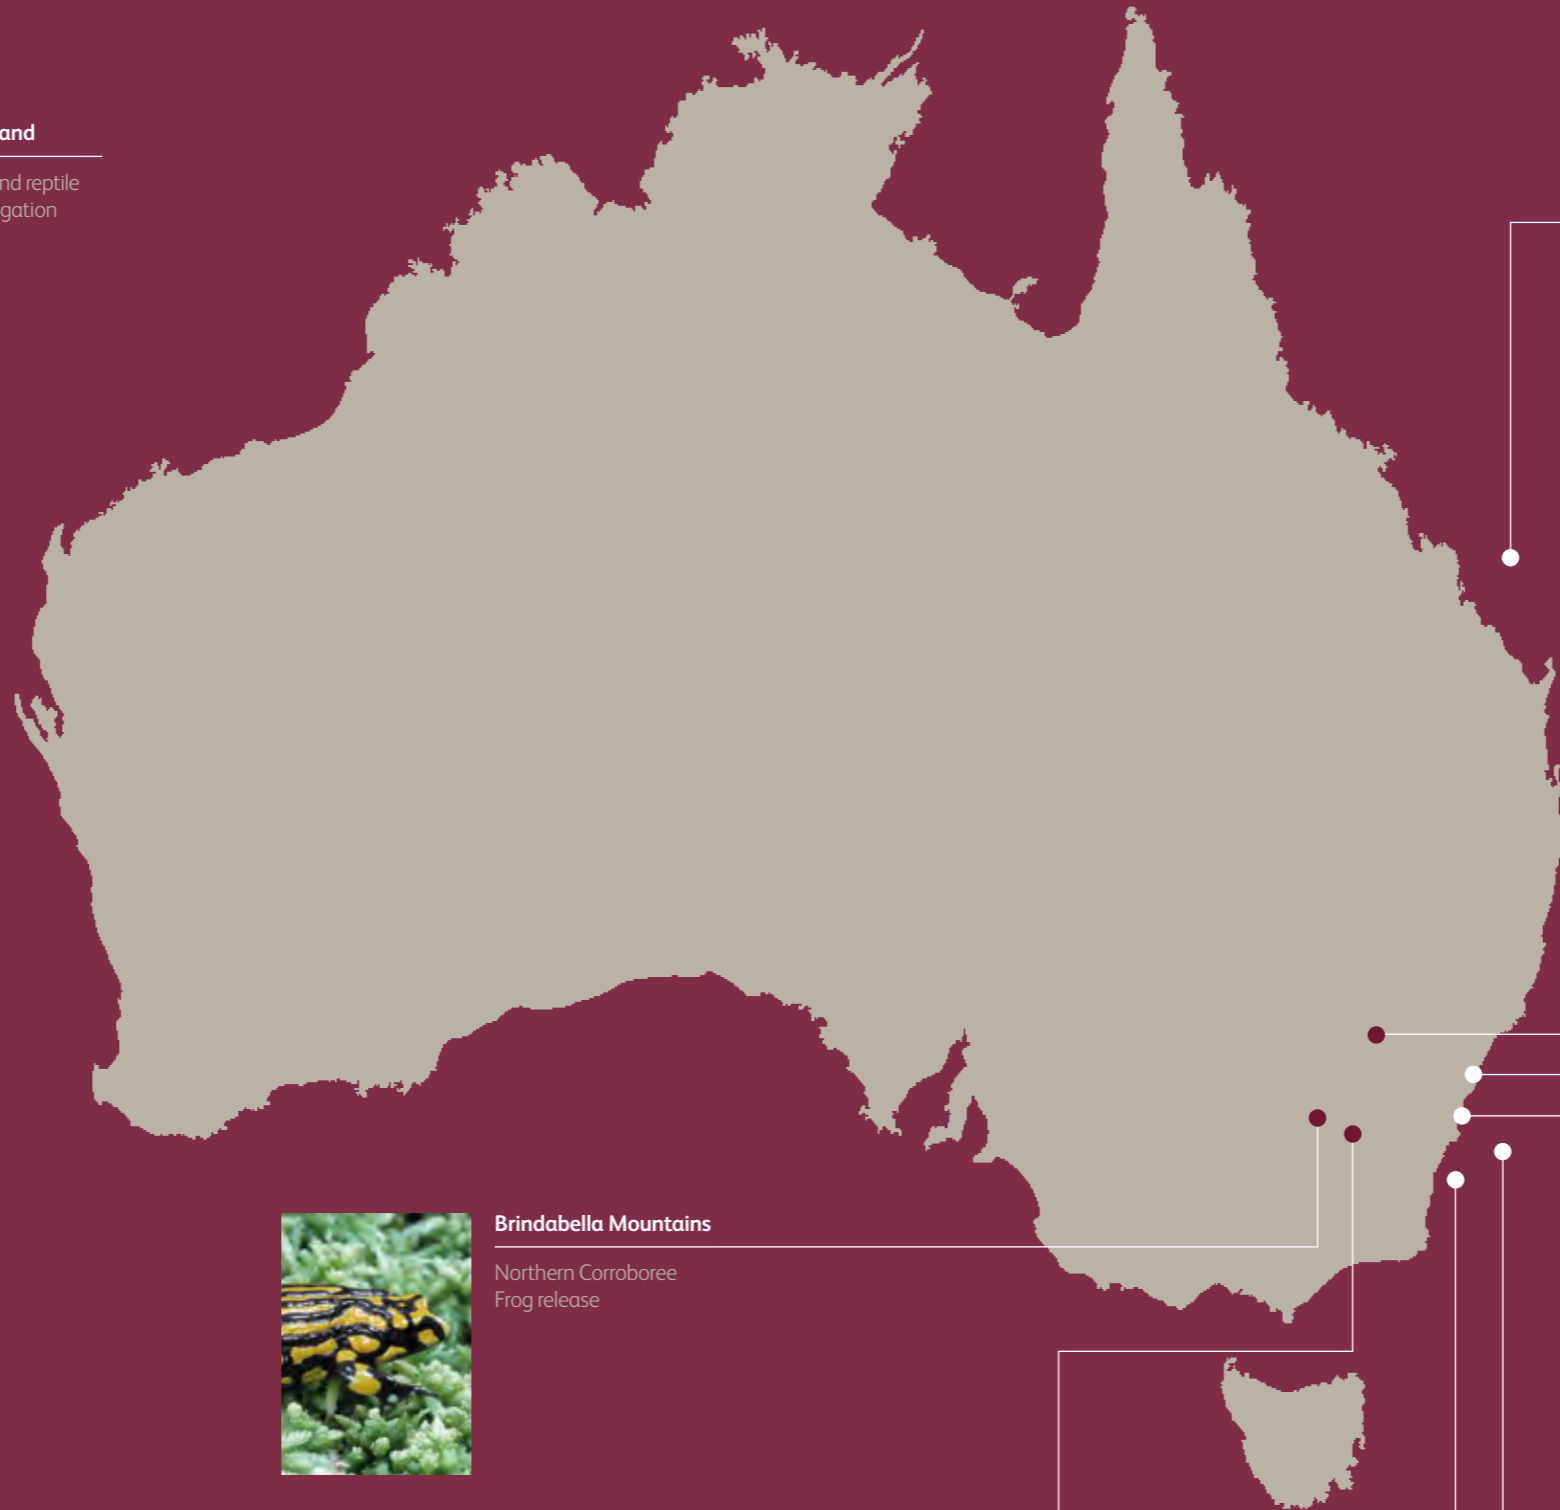 and
nd reptile
gation
Brindabella Mountains
Northern Corroboree
Frog release